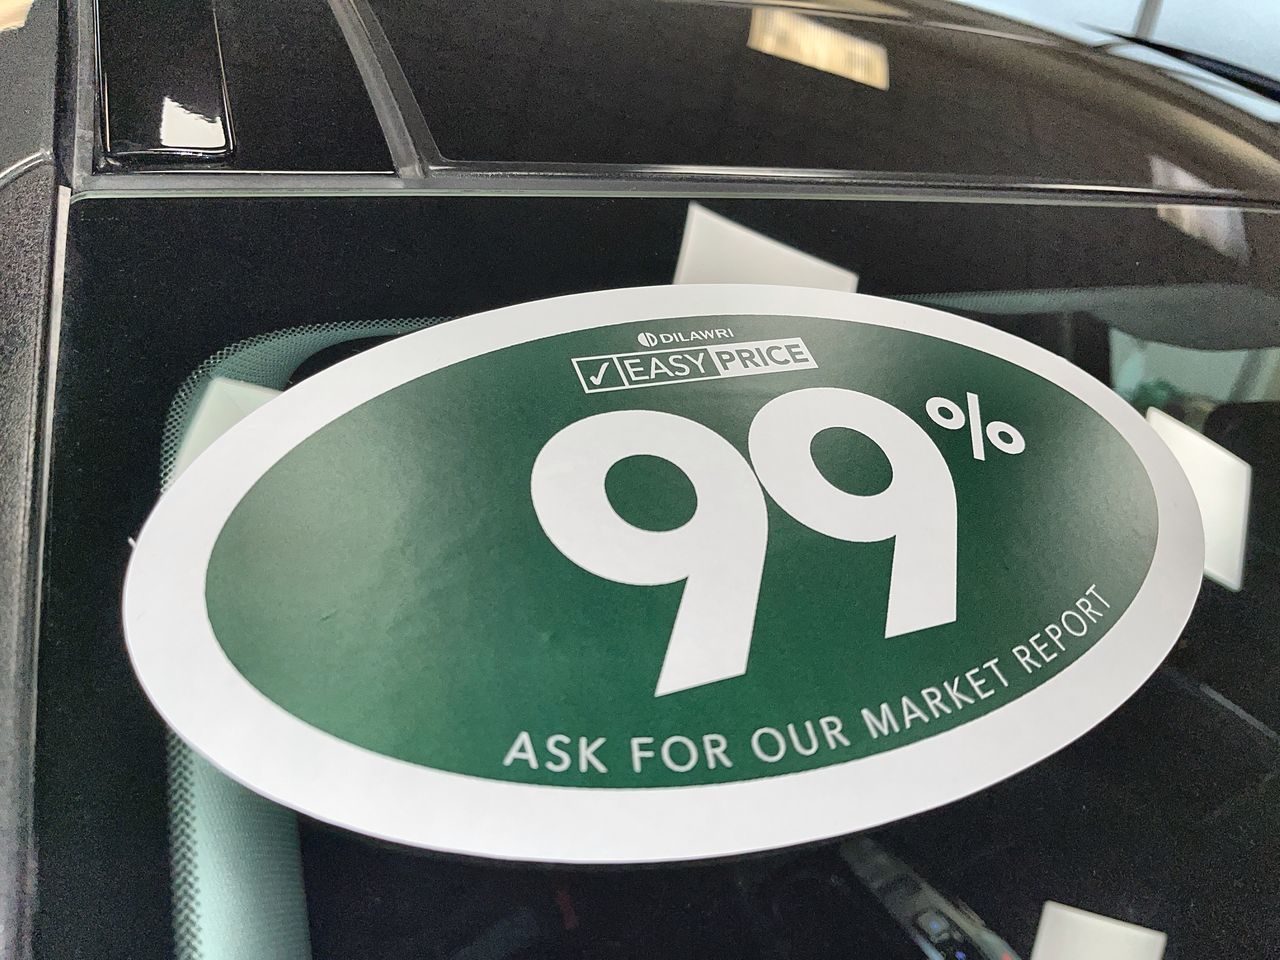 DILAWRI
✓ EASY PRICE
99%
ASK FOR OUR MARKET REPORT